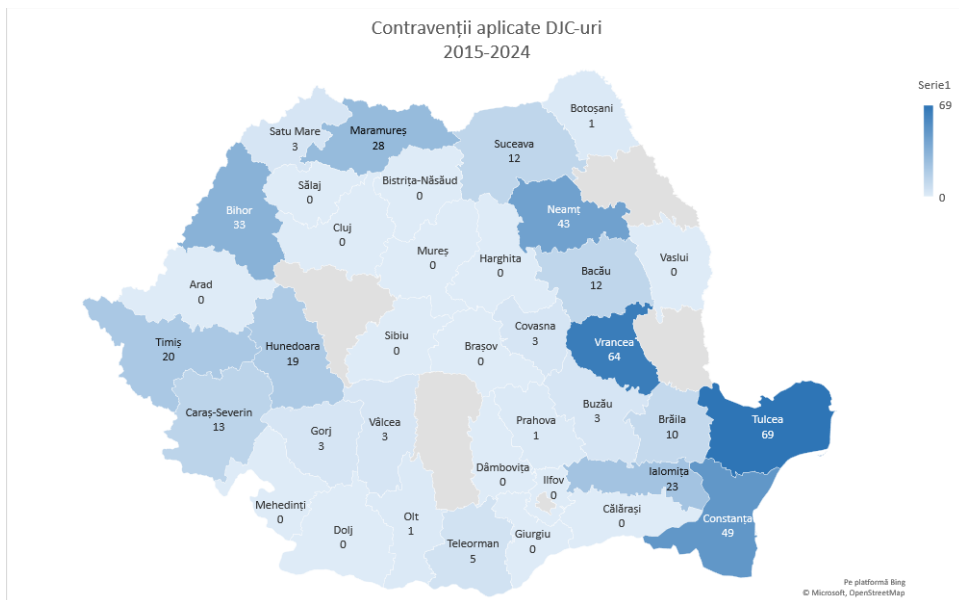 Contravenții aplicate DJC-uri
2015-2024
Serie1
69
0
Botoșani
1
Satu Mare
3
Maramureș
28
Suceava
12
Sălaj
0
Bistrița-Năsăud
0
Bihor
33
Neamț
43
Cluj
0
Mureș
0
Harghita
0
Vaslui
0
Bacău
12
Arad
0
Timiș
20
Hunedoara
19
Sibiu
0
Brașov
0
Covasna
3
Vrancea
64
Caraș-Severin
13
Gorj
3
Vâlcea
3
Prahova
1
Buzău
3
Brăila
10
Tulcea
69
Dâmbovița
0
Ilfov
0
Ialomița
23
Mehedinți
0
Dolj
0
Olt
1
Teleorman
5
Giurgiu
0
Călărași
0
Constanța
49
Pe platformă Bing
© Microsoft, OpenStreetMap